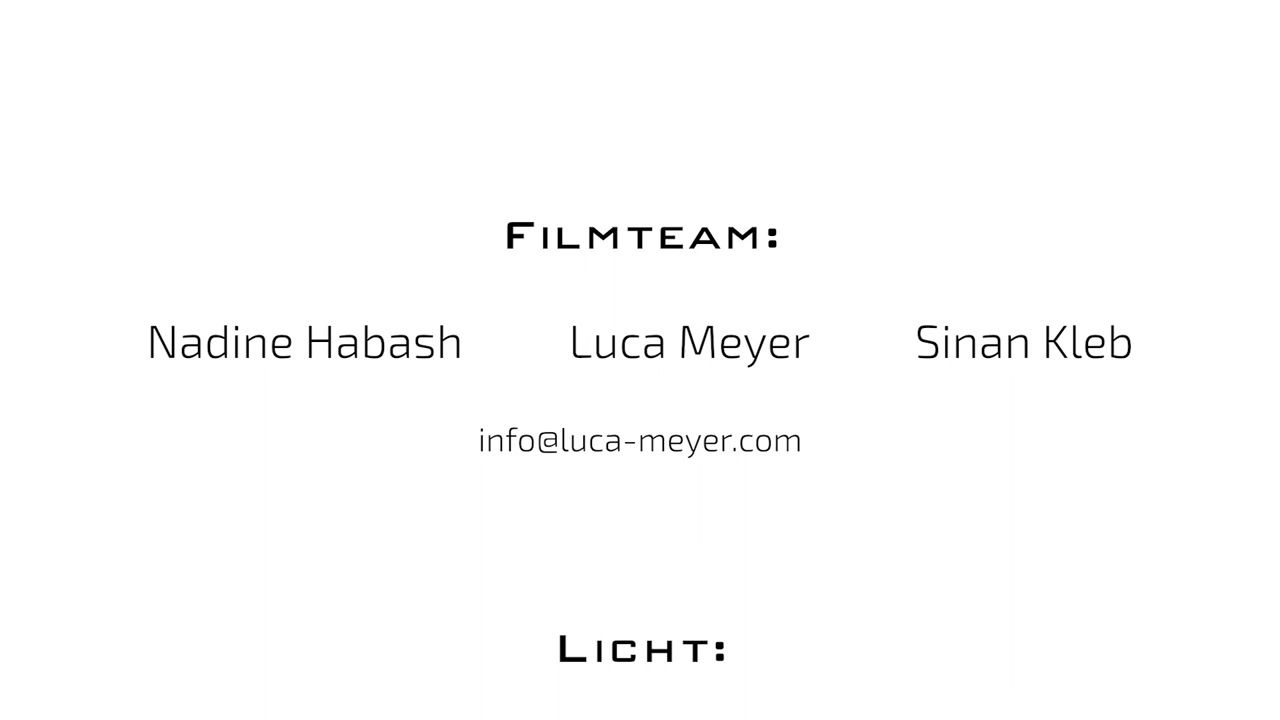 Filmteam:
Nadine Habash Luca Meyer Sinan Kleb
info@luca-meyer.com
Licht: